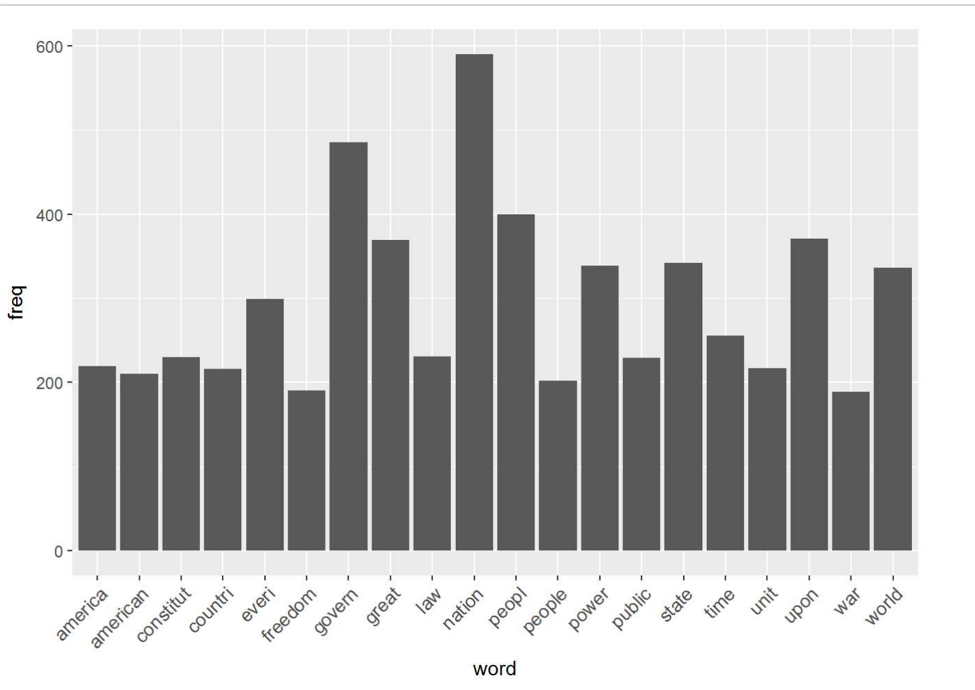 600
400
200
0
freq
america
american
constitut
countri
everi
freedom
govern
great
law
nation
peopl
people
power
public
state
time
unit
upon
war
world
word